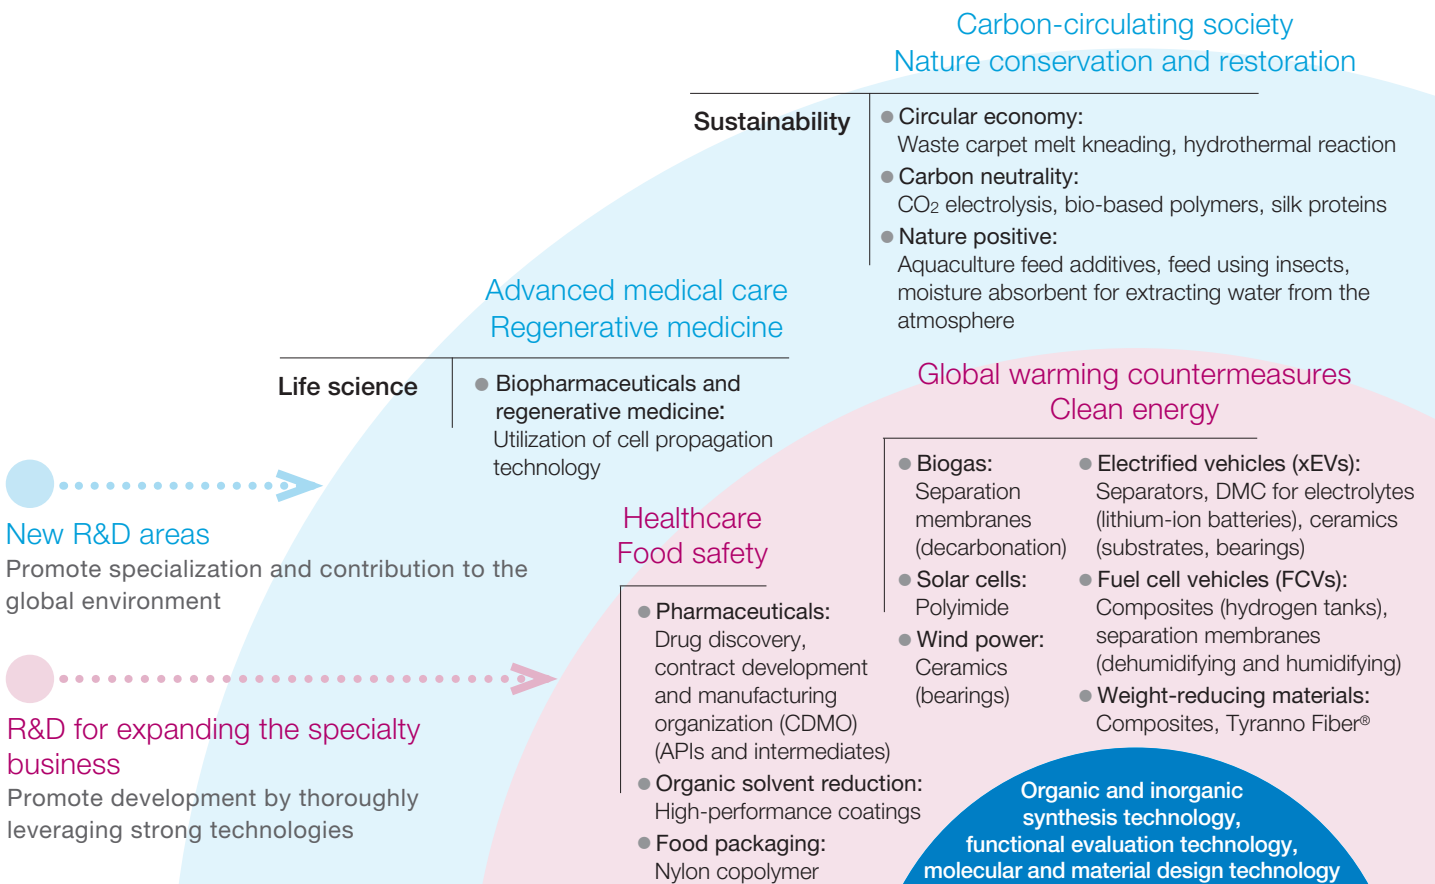 Carbon-circulating society
Nature conservation and restoration
Sustainability
● Circular economy:
Waste carpet melt kneading, hydrothermal reaction
● Carbon neutrality:
CO2 electrolysis, bio-based polymers, silk proteins
● Nature positive:
Aquaculture feed additives, feed using insects,
moisture absorbent for extracting water from the
atmosphere
Advanced medical care
Regenerative medicine
Life science
● Biopharmaceuticals and
regenerative medicine:
Utilization of cell propagation
technology
New R&D areas
Promote specialization and contribution to the
global environment
R&D for expanding the specialty
business
Promote development by thoroughly
leveraging strong technologies
Healthcare
Food safety
● Pharmaceuticals:
Drug discovery,
contract development
and manufacturing
organization (CDMO)
(APIs and intermediates)
● Organic solvent reduction:
High-performance coatings
● Food packaging:
Nylon copolymer
Global warming countermeasures
Clean energy
● Biogas:
Separation
membranes
(decarbonation)
● Solar cells:
Polyimide
● Wind power:
Ceramics
(bearings)
● Electrified vehicles (xEVs):
Separators, DMC for electrolytes
(lithium-ion batteries), ceramics
(substrates, bearings)
● Fuel cell vehicles (FCVs):
Composites (hydrogen tanks),
separation membranes
(dehumidifying and humidifying)
● Weight-reducing materials:
Composites, Tyranno Fiber®
Organic and inorganic
synthesis technology,
functional evaluation technology,
molecular and material design technology